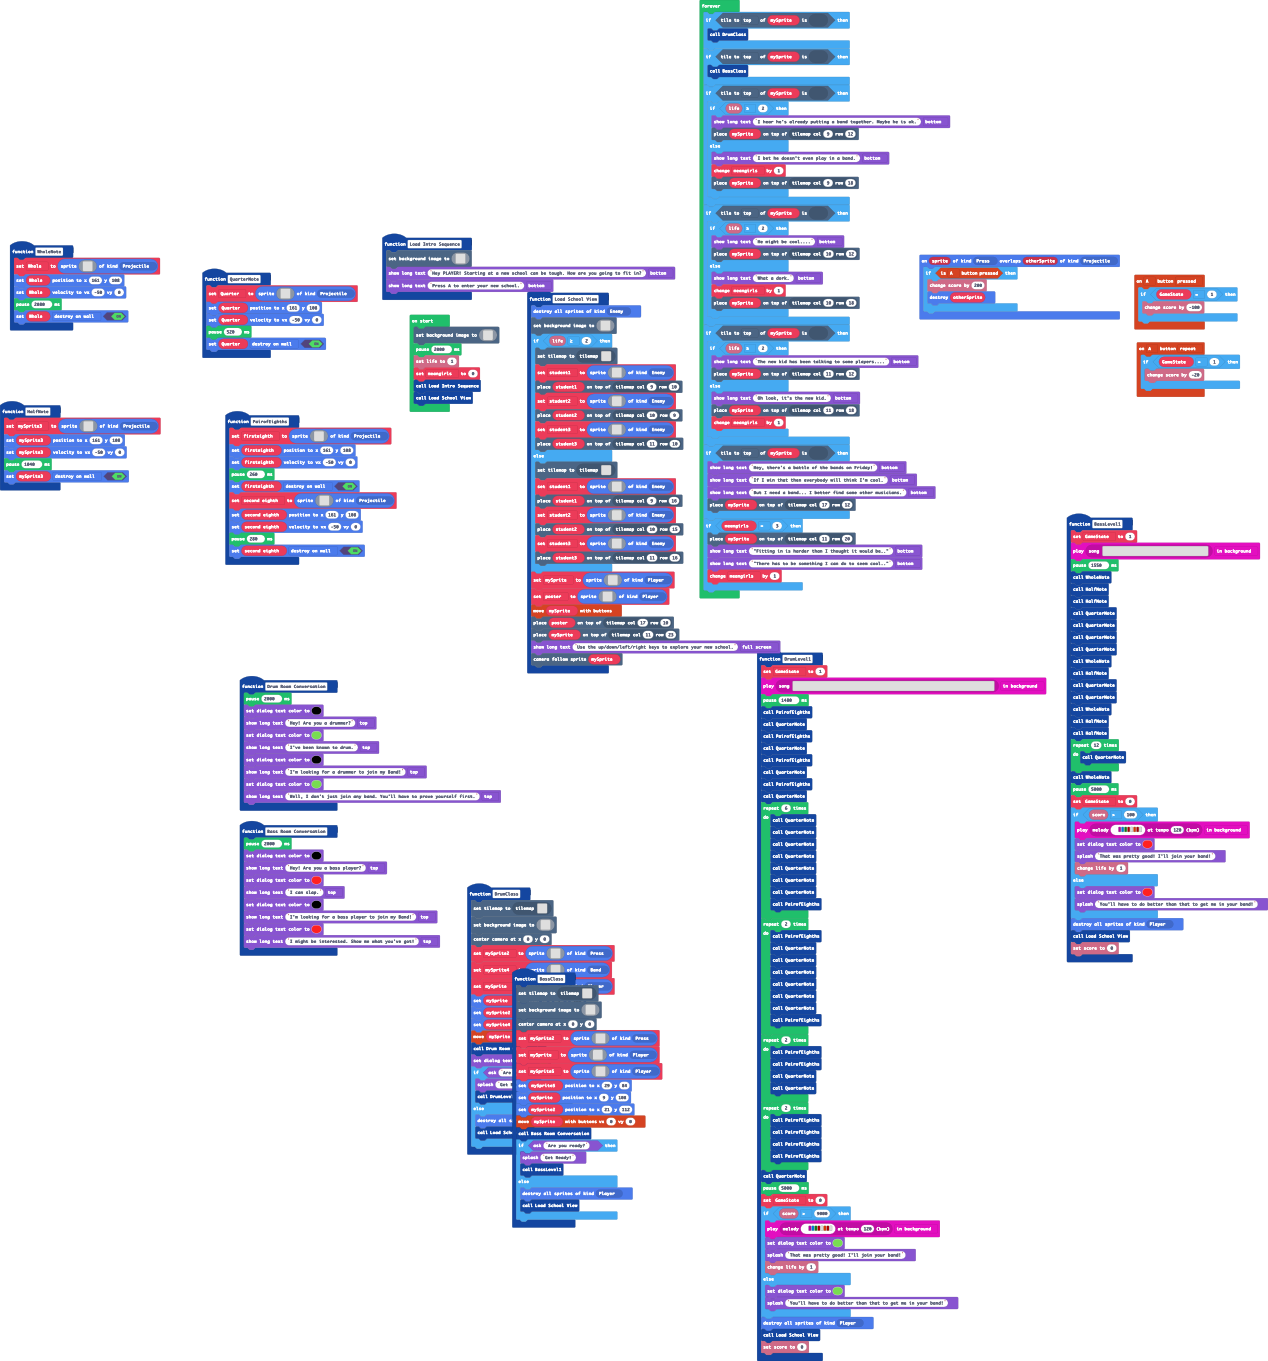 forever
if tile to top of mySprite is then
call DrumClass
if tile to top of mySprite is then
call BassClass
if tile to top of mySprite is then
if life ≥ 2 then
show long text I hear he's already putting a band together. Maybe he is ok. bottom
place mySprite on top of tilemap col 9 row 12
else
show long text I bet he doesn't even play in a band. bottom
change meangirls by 1
place mySprite on top of tilemap col 9 row 18
if tile to top of mySprite is then
if life = 2 then
show long text He might be cool.... bottom
place mySprite on top of tilemap col 10 row 12
else
show long text What a dork. bottom
change meangirls by 1
place mySprite on top of tilemap col 10 row 18
if tile to top of mySprite is then
if life = 2 then
show long text The new kid has been talking to some players.... bottom
place mySprite on top of tilemap col 11 row 12
else
show long text Oh look, it's the new kid. bottom
place mySprite on top of tilemap col 11 row 18
change meangirls by 1
if tile to top of mySprite is then
show long text Hey, there's a battle of the bands on Friday! bottom
show long text If I win that then everybody will think I'm cool. bottom
show long text But I need a band... I better find some other musicians. bottom
place mySprite on top of tilemap col 17 row 12
if meangirls = 3 then
place mySprite on top of tilemap col 11 row 20
show long text "Fitting in is harder than I thought it would be.." bottom
show long text "There has to be something I can do to seem cool.." bottom
change meangirls by 1
function WholeNote
set Whole to sprite of kind Projectile
set Whole position to x 161 y 108
set Whole velocity to vx -50 vy 0
pause 2080 ms
set Whole destroy on wall
function QuarterNote
set Quarter to sprite of kind Projectile
set Quarter position to x 161 y 108
set Quarter velocity to vx -50 vy 0
pause 520 ms
set Quarter destroy on wall
function Load Intro Sequence
set background image to
show long text Hey PLAYER! Starting at a new school can be tough. How are you going to fit in? bottom
show long text Press A to enter your new school. bottom
on start
set background image to
pause 2000 ms
set life to 1
set meangirls to 0
call Load Intro Sequence
call Load School View
function Load School View
destroy all sprites of kind Enemy
set background image to
if life ≥ 2 then
set tilemap to tilemap
set student1 to sprite of kind Enemy
place student1 on top of tilemap col 9 row 10
set student2 to sprite of kind Enemy
place student2 on top of tilemap col 10 row 9
set student3 to sprite of kind Enemy
place student3 on top of tilemap col 11 row 10
else
set tilemap to tilemap
set student1 to sprite of kind Enemy
place student1 on top of tilemap col 9 row 16
set student2 to sprite of kind Enemy
place student2 on top of tilemap col 10 row 15
set student3 to sprite of kind Enemy
place student3 on top of tilemap col 11 row 16
set mySprite to sprite of kind Player
set poster to sprite of kind Player
move mySprite with buttons
place poster on top of tilemap col 17 row 10
place mySprite on top of tilemap col 11 row 23
show long text Use the up/down/left/right keys to explore your new school. full screen
camera follow sprite mySprite
on sprite of kind Press overlaps otherSprite of kind Projectile
if is A button pressed then
change score by 200
destroy otherSprite
on A button pressed
if GameState = 1 then
change score by -100
on A button repeat
if GameState = 1 then
change score by -20
function HalfNote
set mySprite3 to sprite of kind Projectile
set mySprite3 position to x 161 y 108
set mySprite3 velocity to vx -50 vy 0
pause 1040 ms
set mySprite3 destroy on wall
function PairofEighths
set firsteighth to sprite of kind Projectile
set firsteighth position to x 161 y 108
set firsteighth velocity to vx -50 vy 0
pause 260 ms
set firsteighth destroy on wall
set second eighth to sprite of kind Projectile
set second eighth position to x 161 y 108
set second eighth velocity to vx -50 vy 0
pause 260 ms
set second eighth destroy on wall
function BassLevel1
set GameState to 1
play song in background
pause 1550 ms
call WholeNote
call HalfNote
call HalfNote
call QuarterNote
call QuarterNote
call QuarterNote
call QuarterNote
call WholeNote
call HalfNote
call QuarterNote
call QuarterNote
call WholeNote
call HalfNote
call HalfNote
repeat 12 times
do call QuarterNote
call WholeNote
pause 5000 ms
set GameState to 0
if score = 100 then
play melody at tempo 120 (bpm) in background
set dialog text color to
splash That was pretty good! I'll join your band!
change life by 1
else
set dialog text color to
splash You'll have to do better than that to get me in your band!
destroy all sprites of kind Player
call Load School View
set score to 0
function Drum Room Conversation
pause 2000 ms
set dialog text color to
show long text Hey! Are you a drummer? top
set dialog text color to
show long text I've been known to drum. top
set dialog text color to
show long text I'm looking for a drummer to join my Band! top
set dialog text color to
show long text Well, I don't just join any band. You'll have to prove yourself first. top
function Bass Room Conversation
pause 2000 ms
set dialog text color to
show long text Hey! Are you a bass player? top
set dialog text color to
show long text I can slap. top
set dialog text color to
show long text I'm looking for a bass player to join my Band! top
set dialog text color to
show long text I might be interested. Show me what you've got! top
function DrumLevel1
set GameState to 1
play song in background
pause 1400 ms
call PairofEighths
call QuarterNote
call PairofEighths
call QuarterNote
call PairofEighths
call QuarterNote
call PairofEighths
call QuarterNote
repeat 6 times
do call QuarterNote
call QuarterNote
call QuarterNote
call QuarterNote
call QuarterNote
call QuarterNote
call QuarterNote
call PairofEighths
repeat 2 times
do call PairofEighths
call QuarterNote
call QuarterNote
call QuarterNote
call QuarterNote
call QuarterNote
call QuarterNote
call PairofEighths
repeat 2 times
do call PairofEighths
call PairofEighths
call QuarterNote
call QuarterNote
repeat 2 times
do call PairofEighths
call PairofEighths
call PairofEighths
call PairofEighths
call QuarterNote
pause 5000 ms
set GameState to 0
if score = 9000 then
play melody at tempo 120 (bpm) in background
set dialog text color to
splash That was pretty good! I'll join your band!
change life by 1
else
set dialog text color to
splash You'll have to do better than that to get me in your band!
destroy all sprites of kind Player
call Load School View
set score to 0
function DrumClass
set tilemap to tilemap
set background image to
center camera at x 0 y 0
set mySprite2 to sprite of kind Press
set mySprite4 sprite of kind Band
set mySprite
set mySprite
set mySprite2
set mySprite4
move mySprite
call Drum Room
set dialog text
if ask Are
splash Get
call DrumLevel
else
destroy all s
call Load Scho
function BassClass
set tilemap to tilemap
set background image to
center camera at x 0 y 0
set mySprite2 to sprite of kind Press
set mySprite to sprite of kind Player
set mySprite5 to sprite of kind Player
set mySprite5 position to x 29 y 84
set mySprite position to x 9 y 108
set mySprite2 position to x 21 y 112
move mySprite with buttons vx 0 vy 0
call Bass Room Conversation
if ask Are you ready? then
splash Get Ready!
call BassLevel1
else
destroy all sprites of kind Player
call Load School View